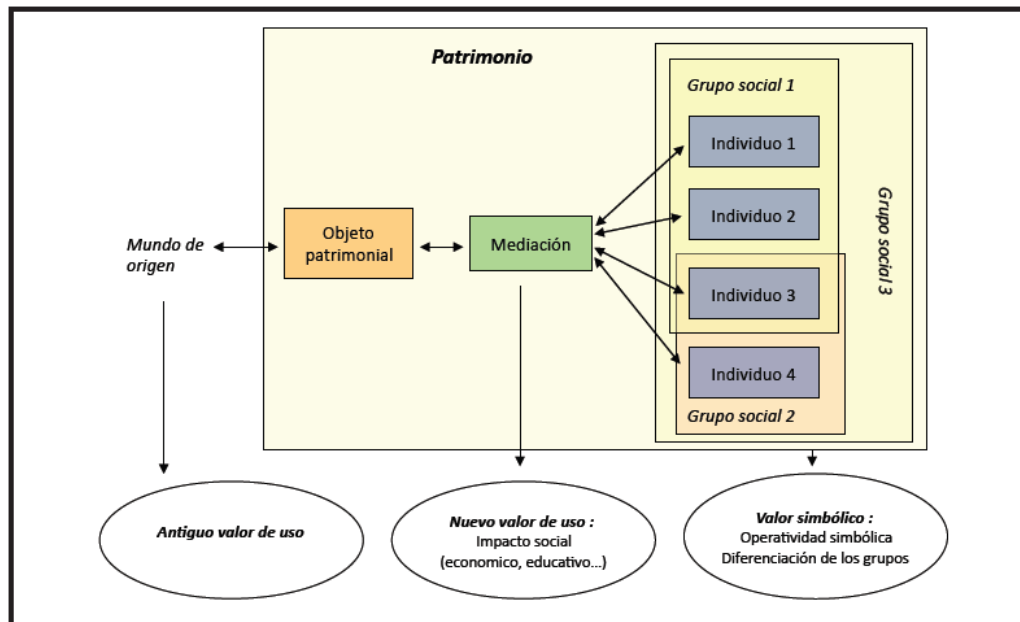 Patrimonio
Grupo social 1
Individuo 1
Individuo 2
Grupo social 3
Mundo de
origen
Objeto
patrimonial
Mediación
Individuo 3
Individuo 4
Grupo social 2
Antiguo valor de uso
Nuevo valor de uso :
Impacto social
(economico, educativo...)
Valor simbólico :
Operatividad simbólica
Diferenciación de los grupos